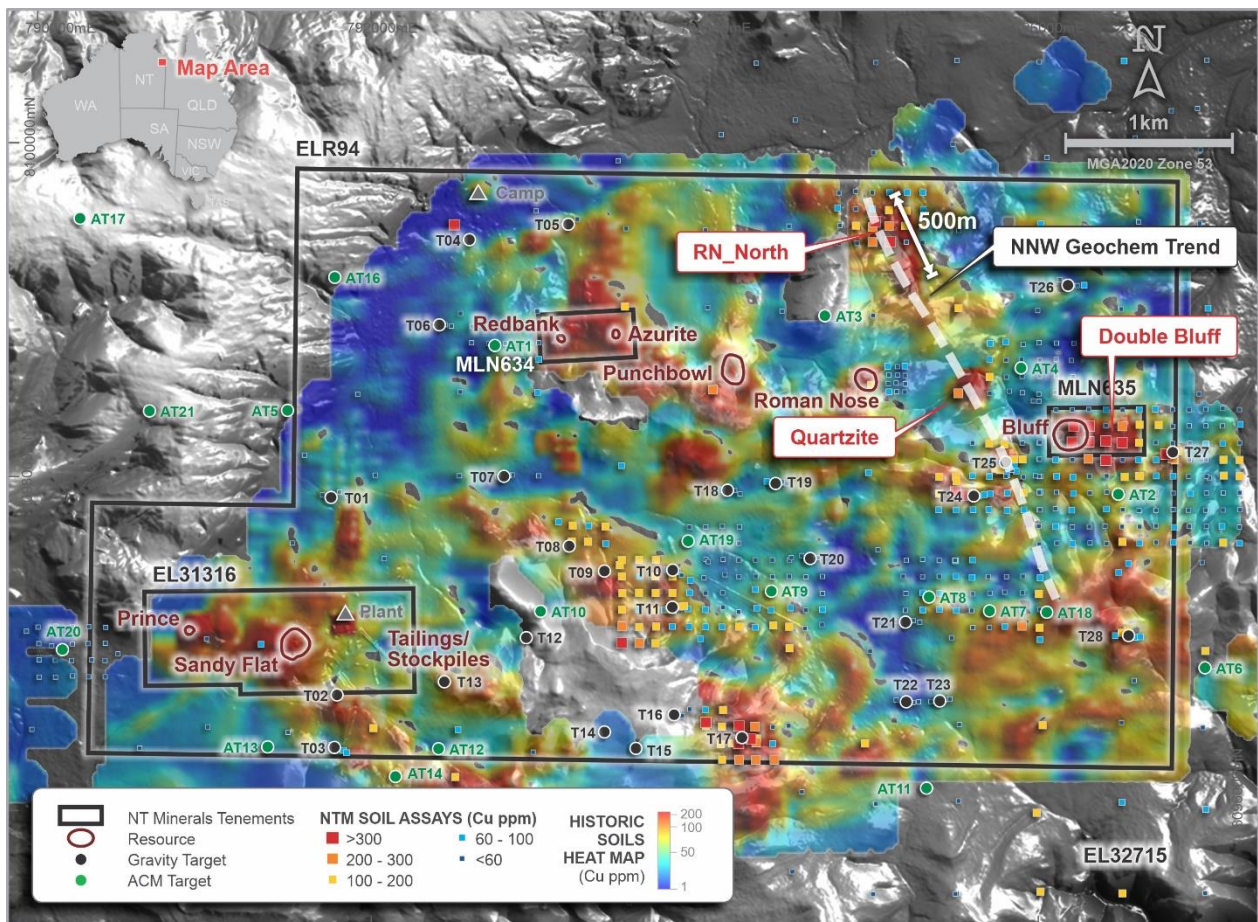 790000mE
N
NT
Map Area
WA
QLD
SA
NSW
VIC
1km
MGA2020 Zone 53
ELR94
Camp
AT17
T05
T04
500m
RN_North
NNW Geochem Trend
AT16
T26
T06
Redbank
Azurite
AT3
AT1
MLN634
Double Bluff
Punchbowl
AT4
Roman Nose
MLN635
AT21
AT5
Quartzite
Bluff
T25
T27
T07
T18
T19
T24
AT2
T01
T08
AT19
T20
EL31316
T09
T10
AT9
AT8
AT7
AT18
T11
AT10
Plant
Prince
T21
T28
AT20
T12
Sandy Flat
Tailings/
Stockpiles
AT6
T13
T02
T22
T23
T16
T14
T17
AT13
T03
AT12
T15
AT14
AT11
EL32715
NT Minerals Tenements
Resource
Gravity Target
ACM Target
NTM SOIL ASSAYS (Cu ppm)
>300
200 - 300
100 - 200
60 - 100
<60
HISTORIC
SOILS
HEAT MAP
(Cu ppm)
200
100
50
1